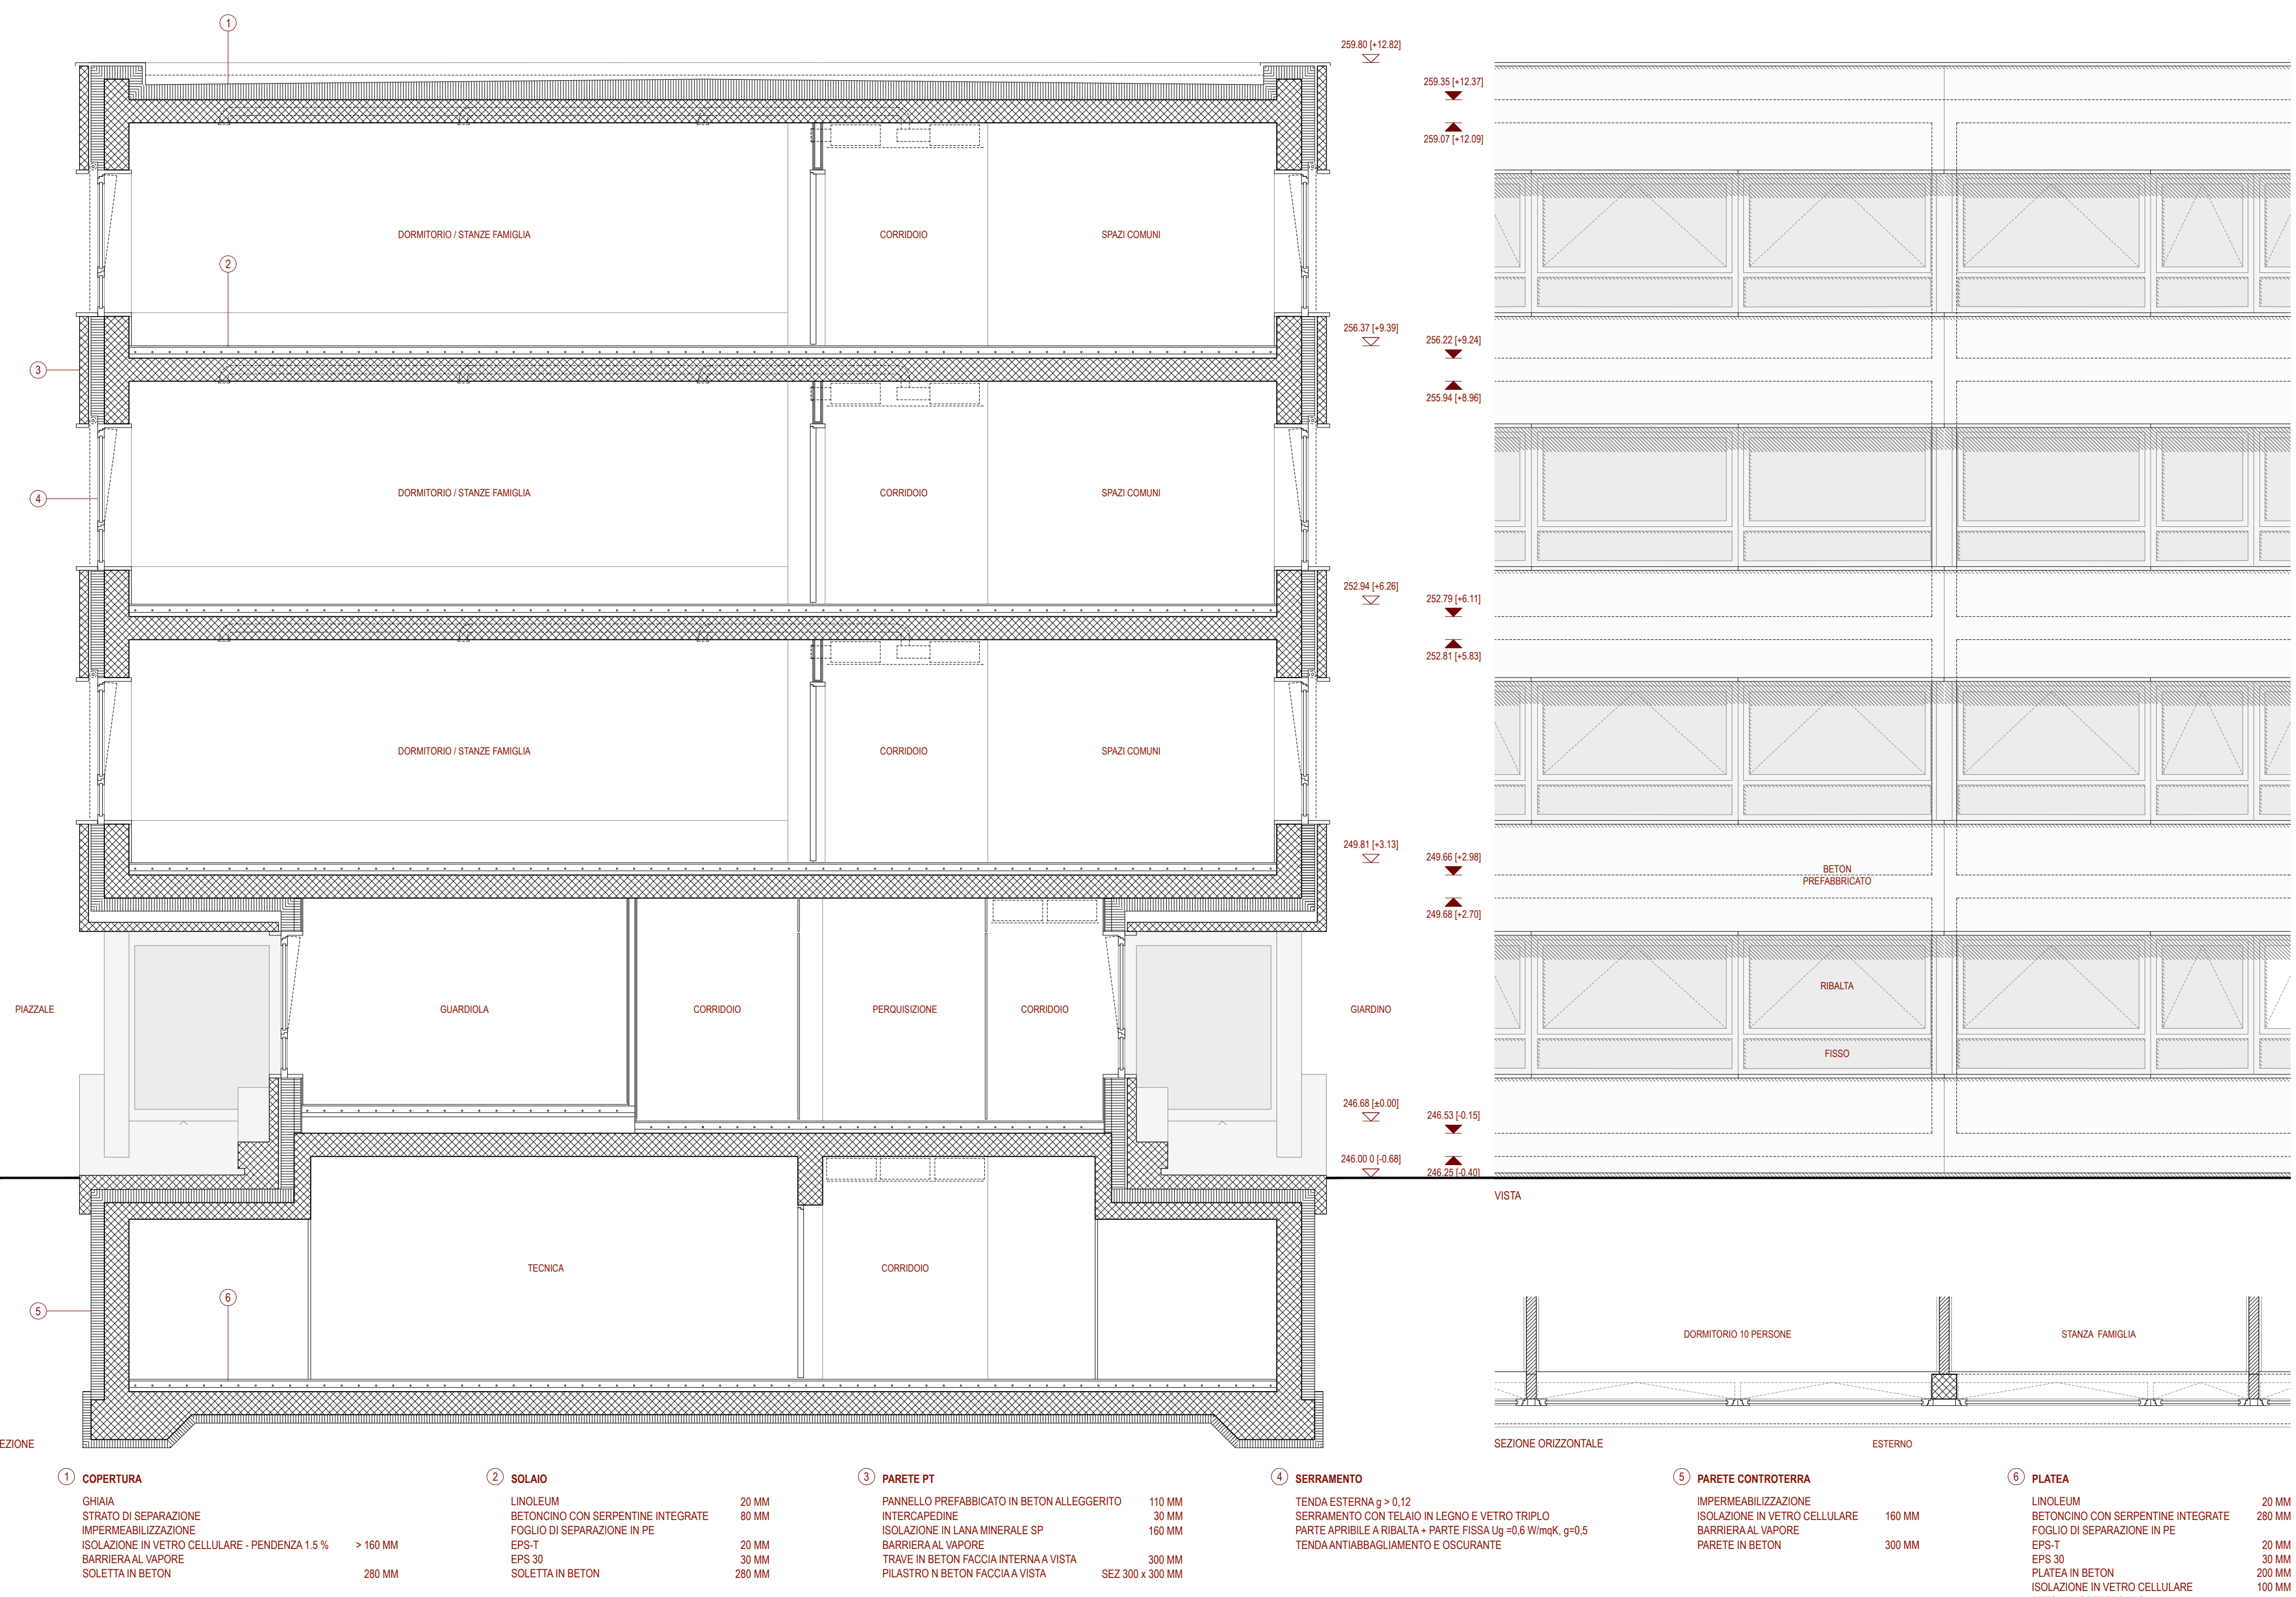 1
259.80 [+12.82]
259.35 [+12.37]
259.07 [+12.09]
DORMITORIO / STANZE FAMIGLIA
CORRIDOIO
SPAZI COMUNI
2
256.37 [+9.39]
256.22 [+9.24]
3
255.94 [+8.96]
4
DORMITORIO / STANZE FAMIGLIA
CORRIDOIO
SPAZI COMUNI
252.94 [+6.26]
252.79 [+6.11]
252.81 [+5.83]
DORMITORIO / STANZE FAMIGLIA
CORRIDOIO
SPAZI COMUNI
249.81 [+3.13]
249.66 [+2.98]
249.68 [+2.70]
BETON
PREFABBRICATO
PIAZZALE
GUARDIOLA
CORRIDOIO
PERQUISIZIONE
CORRIDOIO
GIARDINO
RIBALTA
FISSO
246.68 [±0.00]
246.53 [-0.15]
246.00 0 [-0.68]
246.25 [-0.40]
VISTA
TECNICA
CORRIDOIO
5
6
DORMITORIO 10 PERSONE
STANZA FAMIGLIA
EZIONE
SEZIONE ORIZZONTALE
ESTERNO
1 COPERTURA
GHIAIA
STRATO DI SEPARAZIONE
IMPERMEABILIZZAZIONE
ISOLAZIONE IN VETRO CELLULARE - PENDENZA 1.5 % > 160 MM
BARRIERA AL VAPORE
SOLETTA IN BETON 280 MM
2 SOLAIO
LINOLEUM 20 MM
BETONCINO CON SERPENTINE INTEGRATE 80 MM
FOGLIO DI SEPARAZIONE IN PE
EPS-T 20 MM
EPS 30 30 MM
SOLETTA IN BETON 280 MM
3 PARETE PT
PANNELLO PREFABBICATO IN BETON ALLEGGERITO 110 MM
INTERCAPEDINE 30 MM
ISOLAZIONE IN LANA MINERALE SP 160 MM
BARRIERA AL VAPORE
TRAVE IN BETON FACCIA INTERNA A VISTA 300 MM
PILASTRO N BETON FACCIA A VISTA SEZ 300 x 300 MM
4 SERRAMENTO
TENDA ESTERNA g > 0,12
SERRAMENTO CON TELAIO IN LEGNO E VETRO TRIPLO
PARTE APRIBILE A RIBALTA + PARTE FISSA Ug =0,6 W/mqK, g=0,5
TENDA ANTIABBAGLIAMENTO E OSCURANTE
5 PARETE CONTROTERRA
IMPERMEABILIZZAZIONE
ISOLAZIONE IN VETRO CELLULARE 160 MM
BARRIERA AL VAPORE
PARETE IN BETON 300 MM
6 PLATEA
LINOLEUM 20 MM
BETONCINO CON SERPENTINE INTEGRATE 280 MM
FOGLIO DI SEPARAZIONE IN PE
EPS-T 20 MM
EPS 30 30 MM
PLATEA IN BETON 200 MM
ISOLAZIONE IN VETRO CELLULARE 100 MM